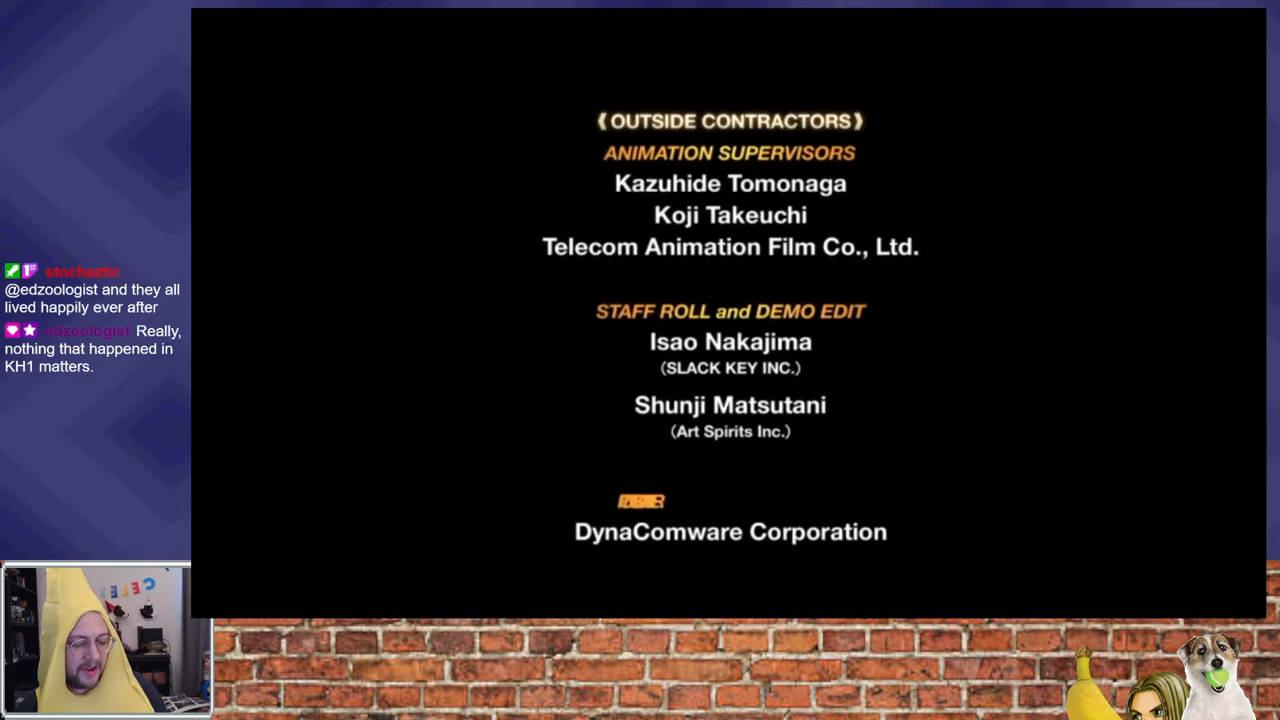 《OUTSIDE CONTRACTORS》
ANIMATION SUPERVISORS
Kazuhide Tomonaga
Koji Takeuchi
Telecom Animation Film Co., Ltd.
STAFF ROLL and DEMO EDIT
Isao Nakajima
(SLACK KEY INC.)
Shunji Matsutani
(Art Spirits Inc.)
DynaComware Corporation
stochaztic
@edzoologist and they all
lived happily ever after
edzoologist Really,
nothing that happened in
KH1 matters.